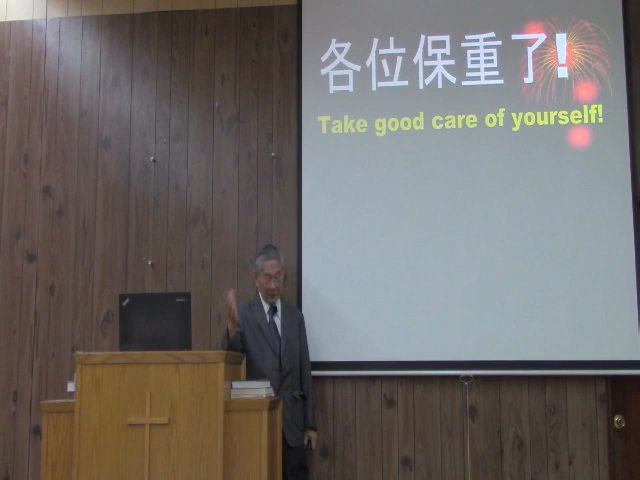 各位保重了!
Take good care of yourself!